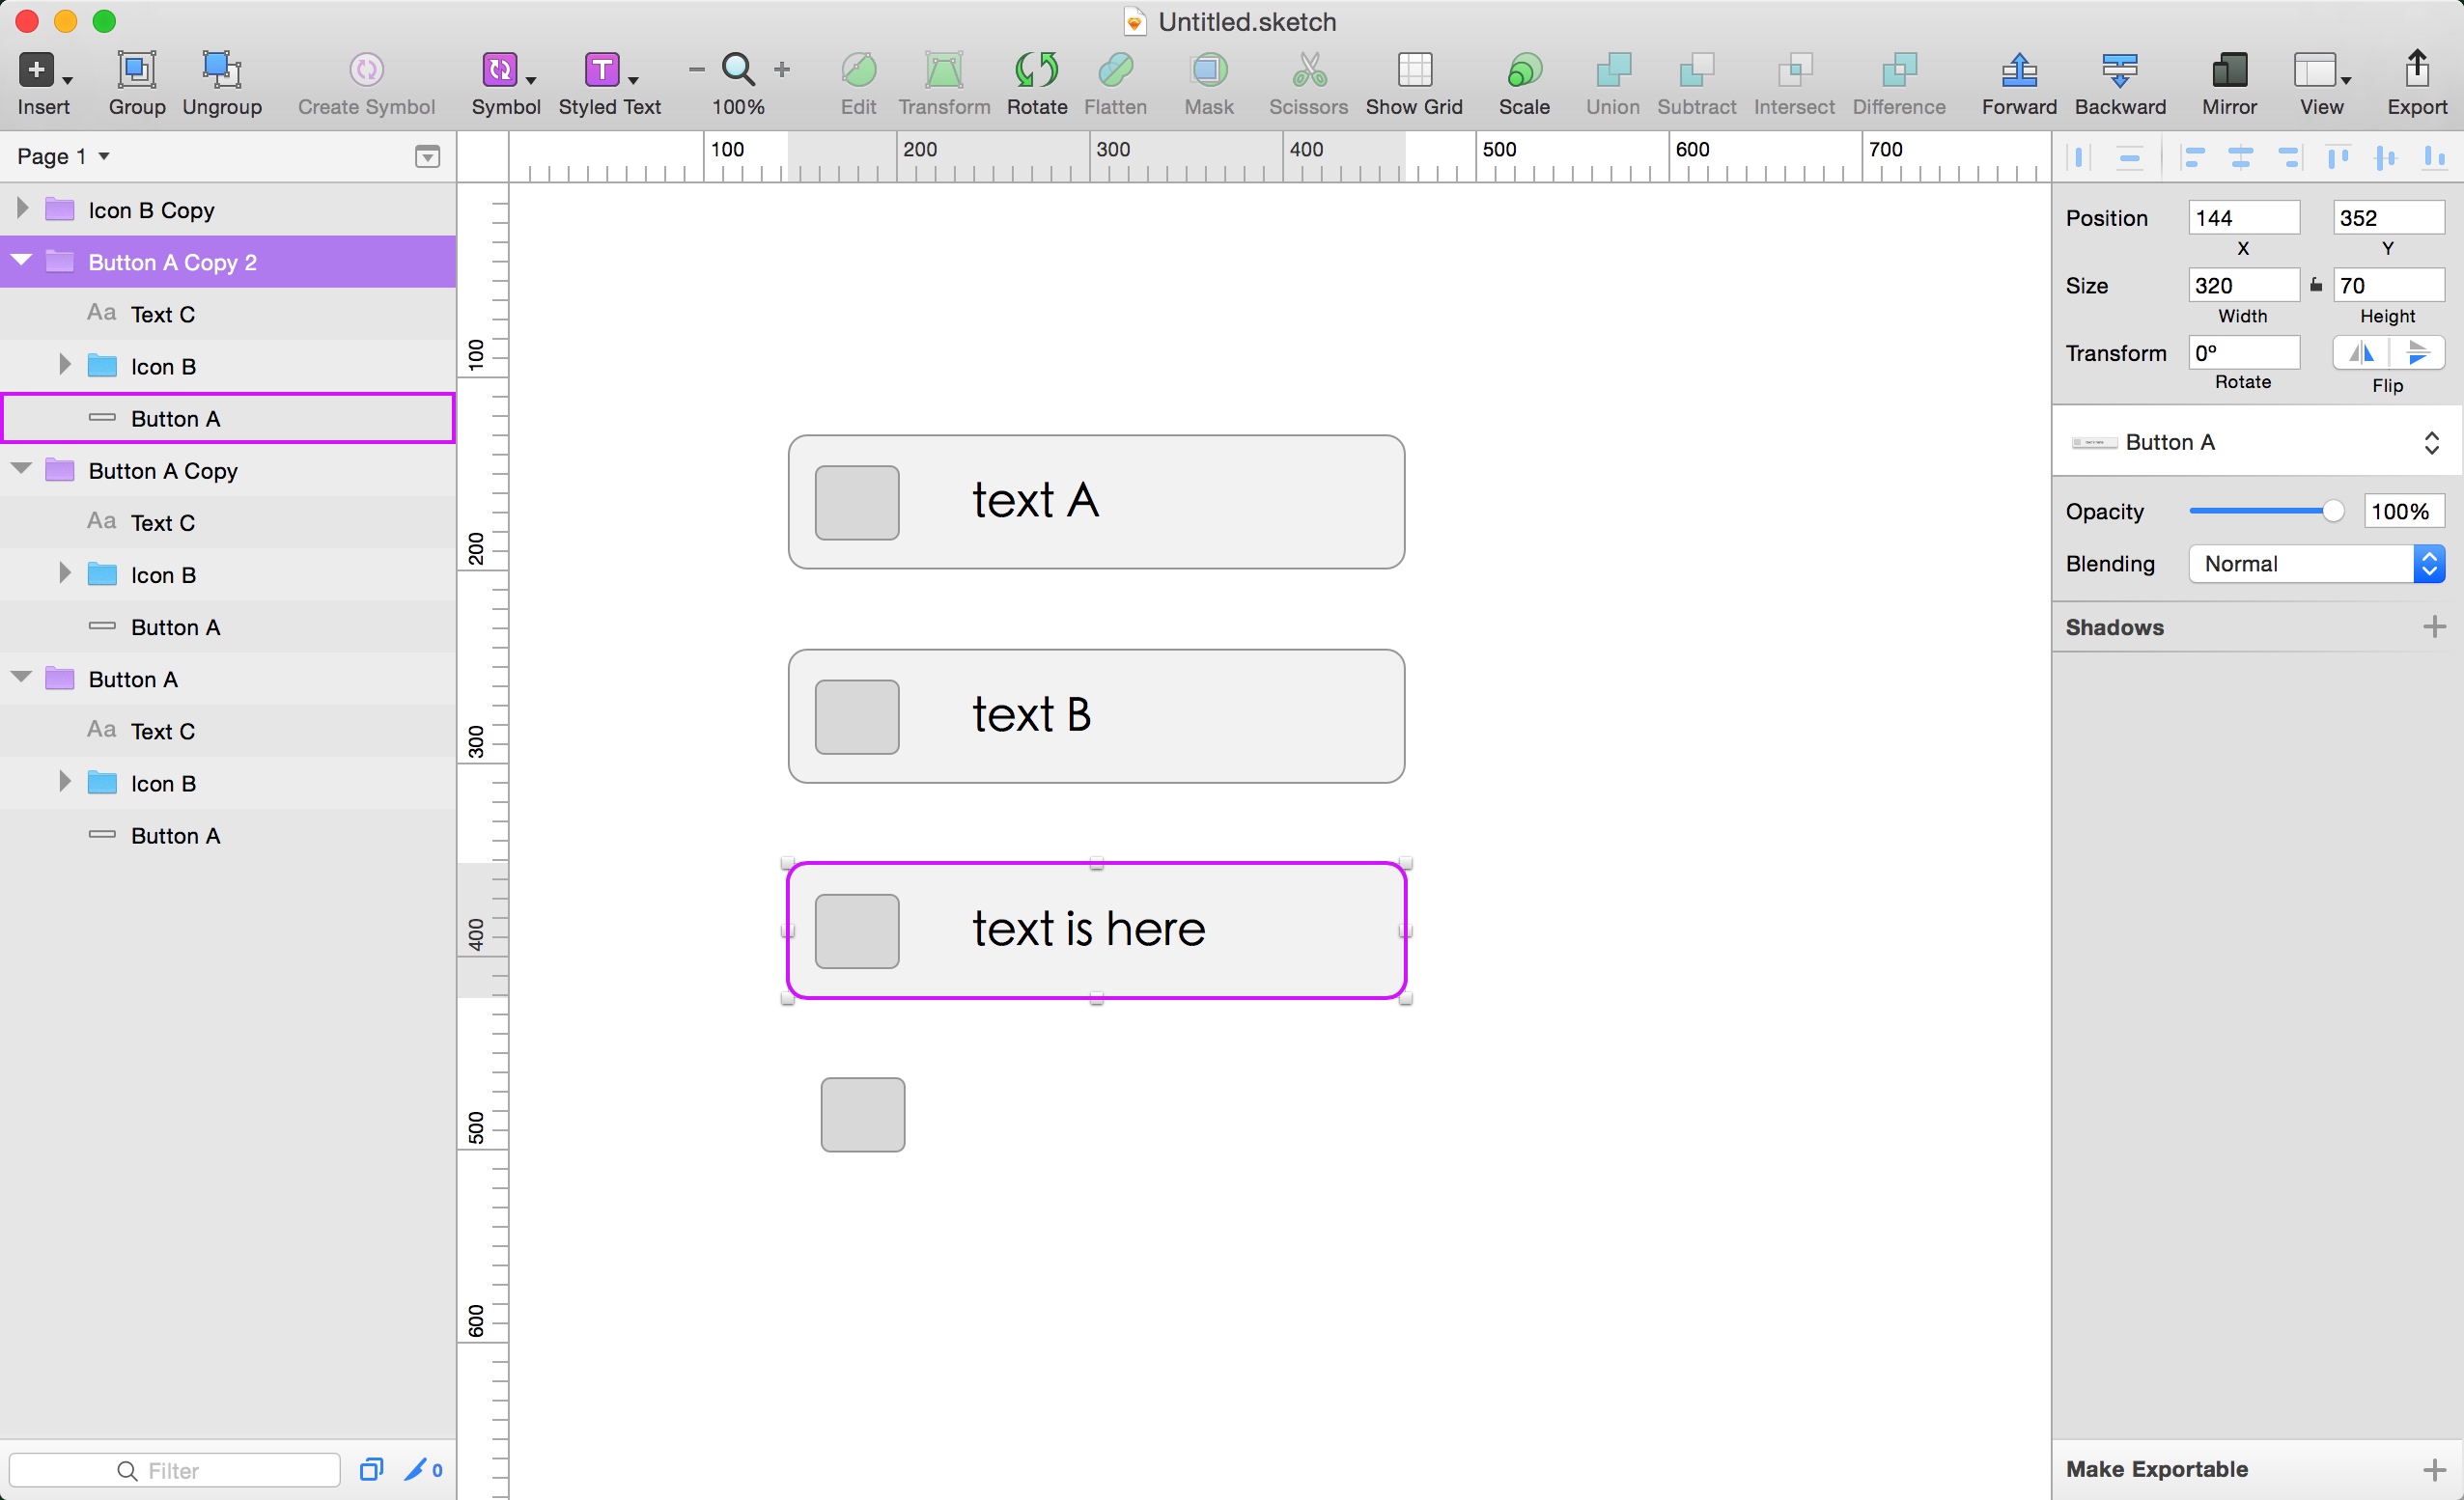 Untitled.sketch
Insert Group Ungroup Create Symbol Symbol Styled Text 100% Edit Transform Rotate Flatten Mask Scissors Show Grid Scale Union Subtract Intersect Difference Forward Backward Mirror View Export
Page 1
100 200 300 400 500 600 700
Icon B Copy
Button A Copy 2
Aa Text C
Icon B
Button A
Button A Copy
Aa Text C
Icon B
Button A
Button A
Aa Text C
Icon B
Button A
Filter
0
100
200
300
400
500
600
text A
text B
text is here
Position 144 352
X Y
Size 320 70
Width Height
Transform 0º
Rotate Flip
Button A
Opacity 100%
Blending Normal
Shadows
Make Exportable